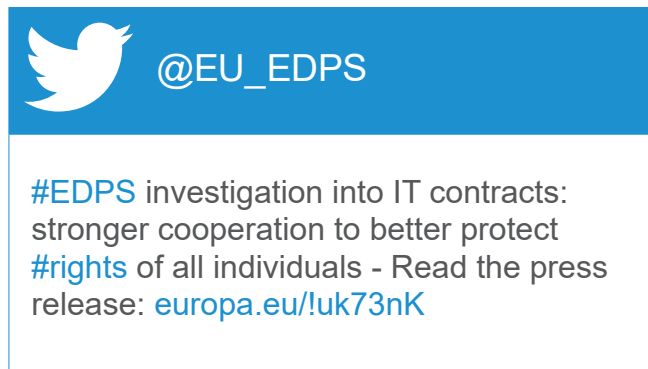 @EU_EDPS
#EDPS investigation into IT contracts:
stronger cooperation to better protect
#rights of all individuals - Read the press
release: europa.eu/!uk73nK